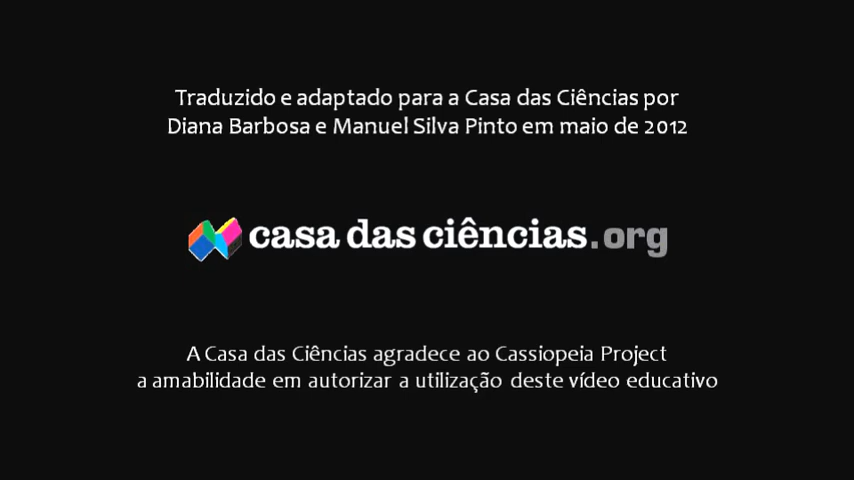 Traduzido e adaptado para a Casa das Ciências por
Diana Barbosa e Manuel Silva Pinto em maio de 2012
casa das ciências.org
A Casa das Ciências agradece ao Cassiopeia Project
a amabilidade em autorizar a utilização deste vídeo educativo